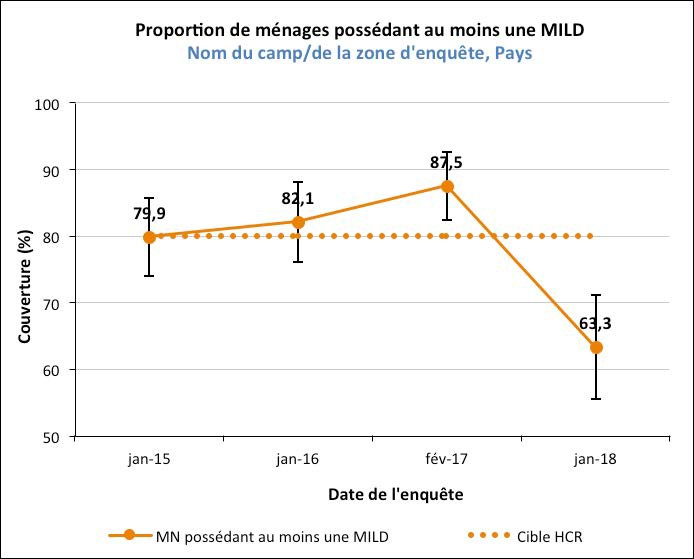 Proportion de ménages possédant au moins une MILD
Nom du camp/de la zone d'enquête, Pays
100
90
80
70
60
50
Couverture (%)
79,9
82,1
87,5
63,3
jan-15
jan-16
fév-17
jan-18
Date de l'enquête
MN possédant au moins une MILD
Cible HCR